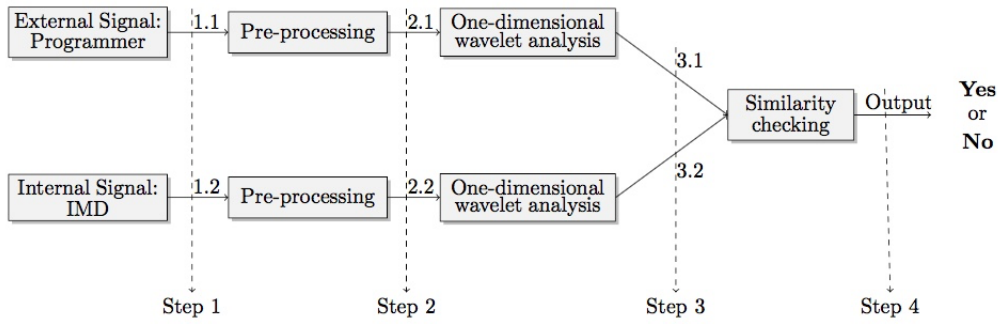 External Signal:
Programmer
1.1
Pre-processing
2.1
One-dimensional
wavelet analysis
3.1
Similarity
checking
Output
Yes
or
No
Internal Signal:
IMD
1.2
Pre-processing
2.2
One-dimensional
wavelet analysis
3.2
Step 1
Step 2
Step 3
Step 4